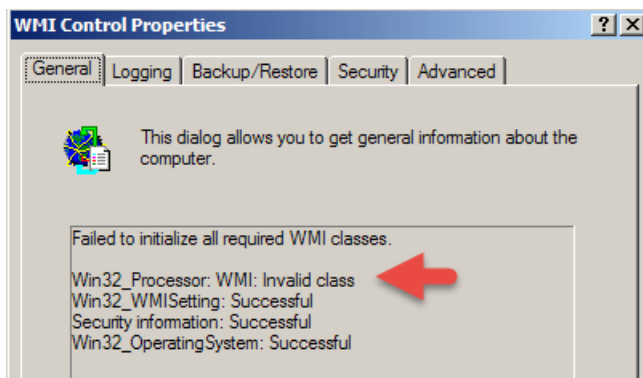 WMI Control Properties
General Logging Backup/Restore Security Advanced
This dialog allows you to get general information about the
computer.
Failed to initialize all required WMI classes.
Win32_Processor: WMI: Invalid class
Win32_WMISetting: Successful
Security information: Successful
Win32_OperatingSystem: Successful